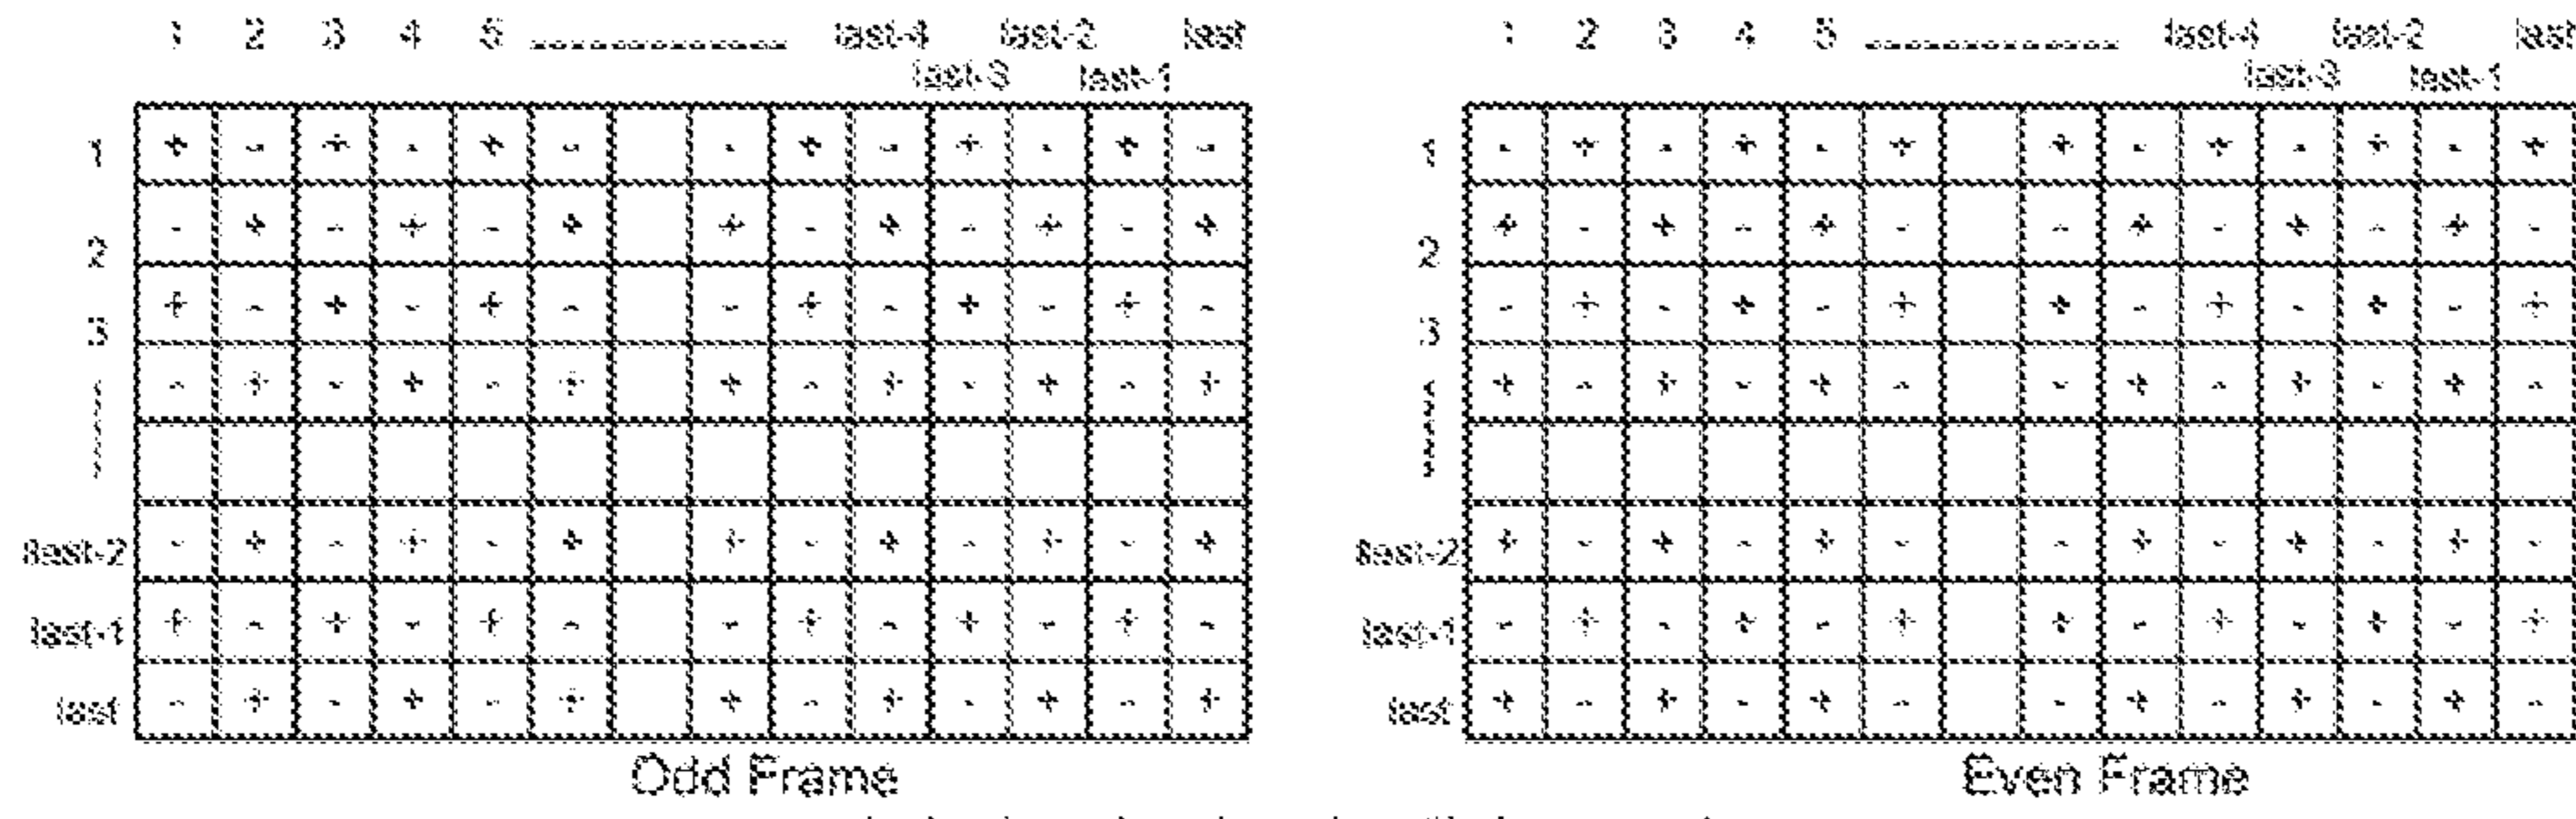 1 2 3 4 5 .................. last-4 last-2 last
last-3 last-1
1 + - + - + - - + - + - + -
2 - + - + - + + - + - + - +
3 + - + - + - - + - + - + -
- + - + - + + - + - + - +
last-2 - + - + - + + - + - + - +
last-1 + - + - + - - + - + - + -
last - + - + - + + - + - + - +
Odd Frame
1 2 3 4 5 .................. last-4 last-2 last
last-3 last-1
1 - + - + - + + - + - + - +
2 + - + - + - - + - + - + -
3 - + - + - + + - + - + - +
+ - + - + - - + - + - + -
last-2 + - + - + - - + - + - + -
last-1 - + - + - + + - + - + - +
last + - + - + - - + - + - + -
Even Frame